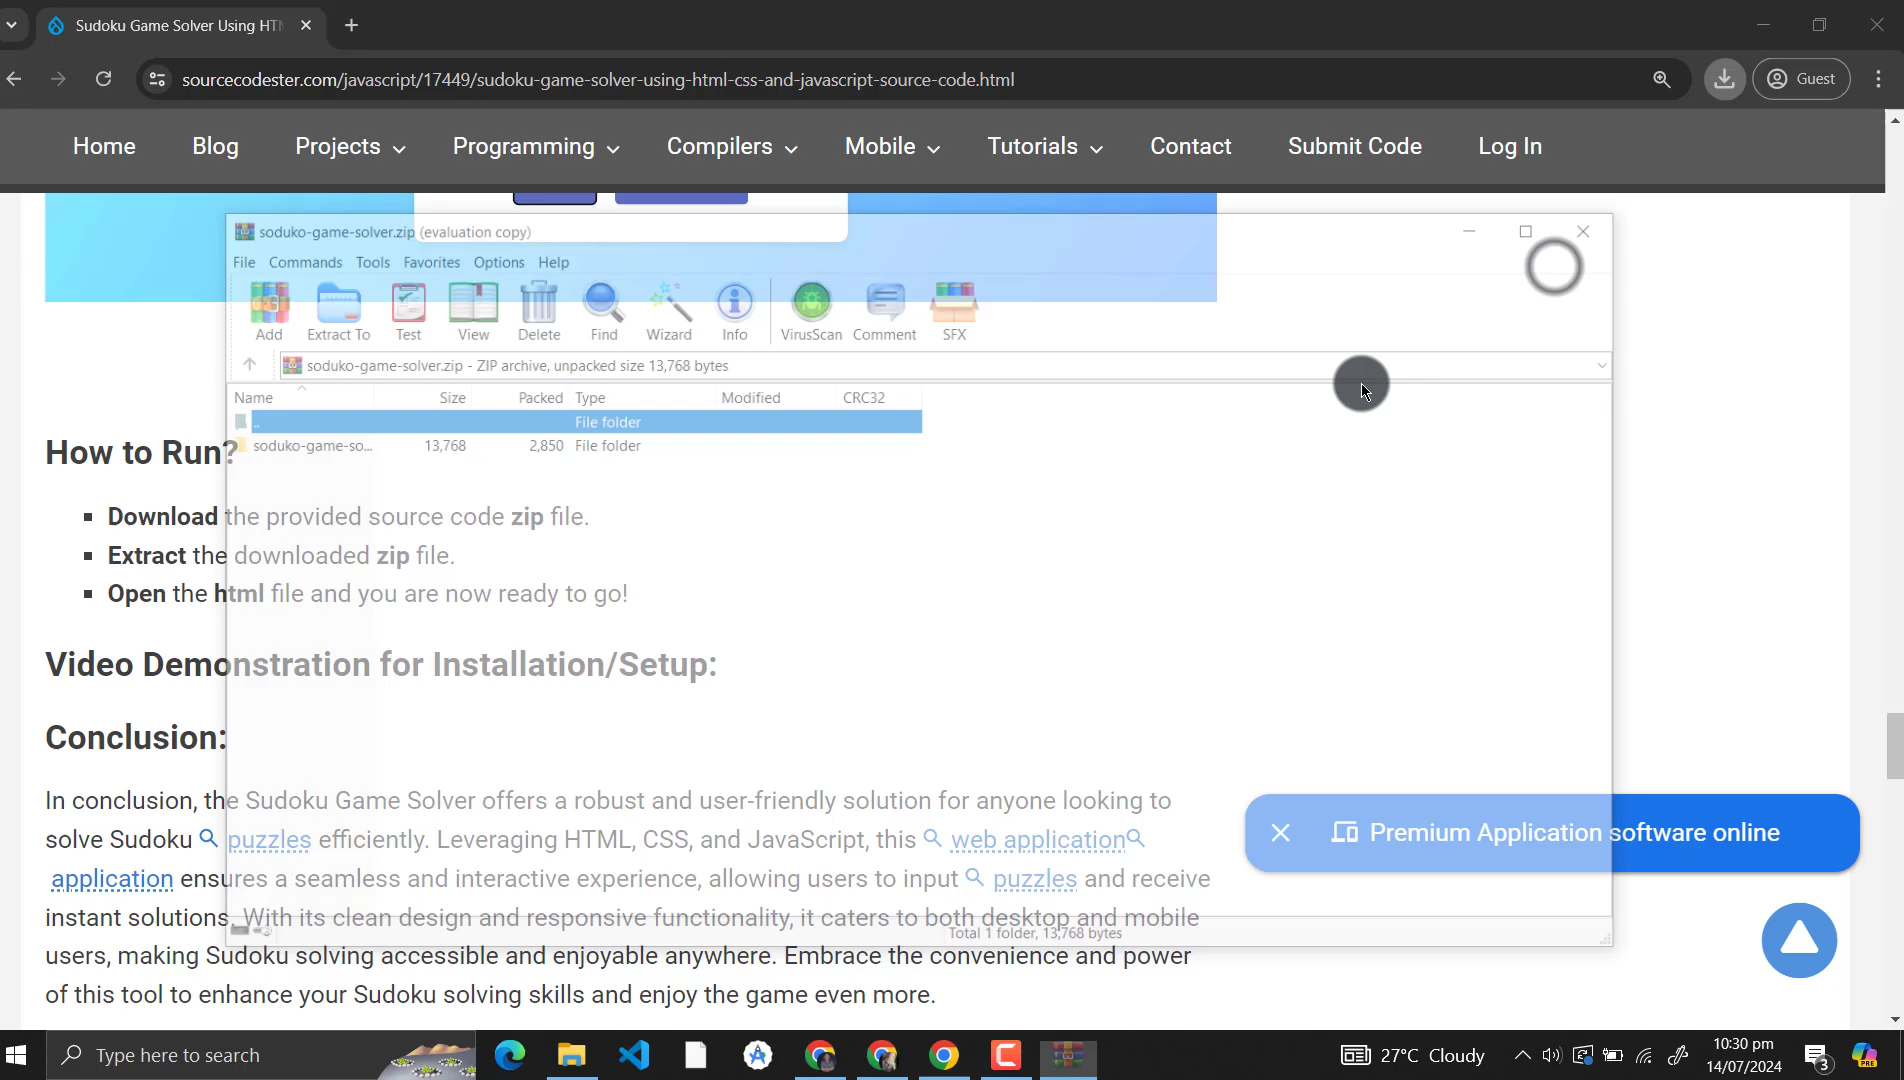 Sudoku Game Solver Using HT
sourcecodester.com/javascript/17449/sudoku-game-solver-using-html-css-and-javascript-source-code.html
Guest
Home Blog Projects Programming Compilers Mobile Tutorials Contact Submit Code Log In
soduko-game-solver.zip (evaluation copy)
File Commands Tools Favorites Options Help
Add Extract To Test View Delete Find Wizard Info VirusScan Comment SFX
soduko-game-solver.zip - ZIP archive, unpacked size 13,768 bytes
Name Size Packed Type Modified CRC32
.. File folder
soduko-game-so... 13,768 2,850 File folder
How to Run?
Download the provided source code zip file.
Extract the downloaded zip file.
Open the html file and you are now ready to go!
Video Demonstration for Installation/Setup:
Conclusion:
In conclusion, the Sudoku Game Solver offers a robust and user-friendly solution for anyone looking to
solve Sudoku puzzles efficiently. Leveraging HTML, CSS, and JavaScript, this web application
application ensures a seamless and interactive experience, allowing users to input puzzles and receive
instant solutions. With its clean design and responsive functionality, it caters to both desktop and mobile
users, making Sudoku solving accessible and enjoyable anywhere. Embrace the convenience and power
of this tool to enhance your Sudoku solving skills and enjoy the game even more.
Total 1 folder, 13,768 bytes
Premium Application software online
Type here to search
27°C Cloudy
10:30 pm
14/07/2024
3
PRE